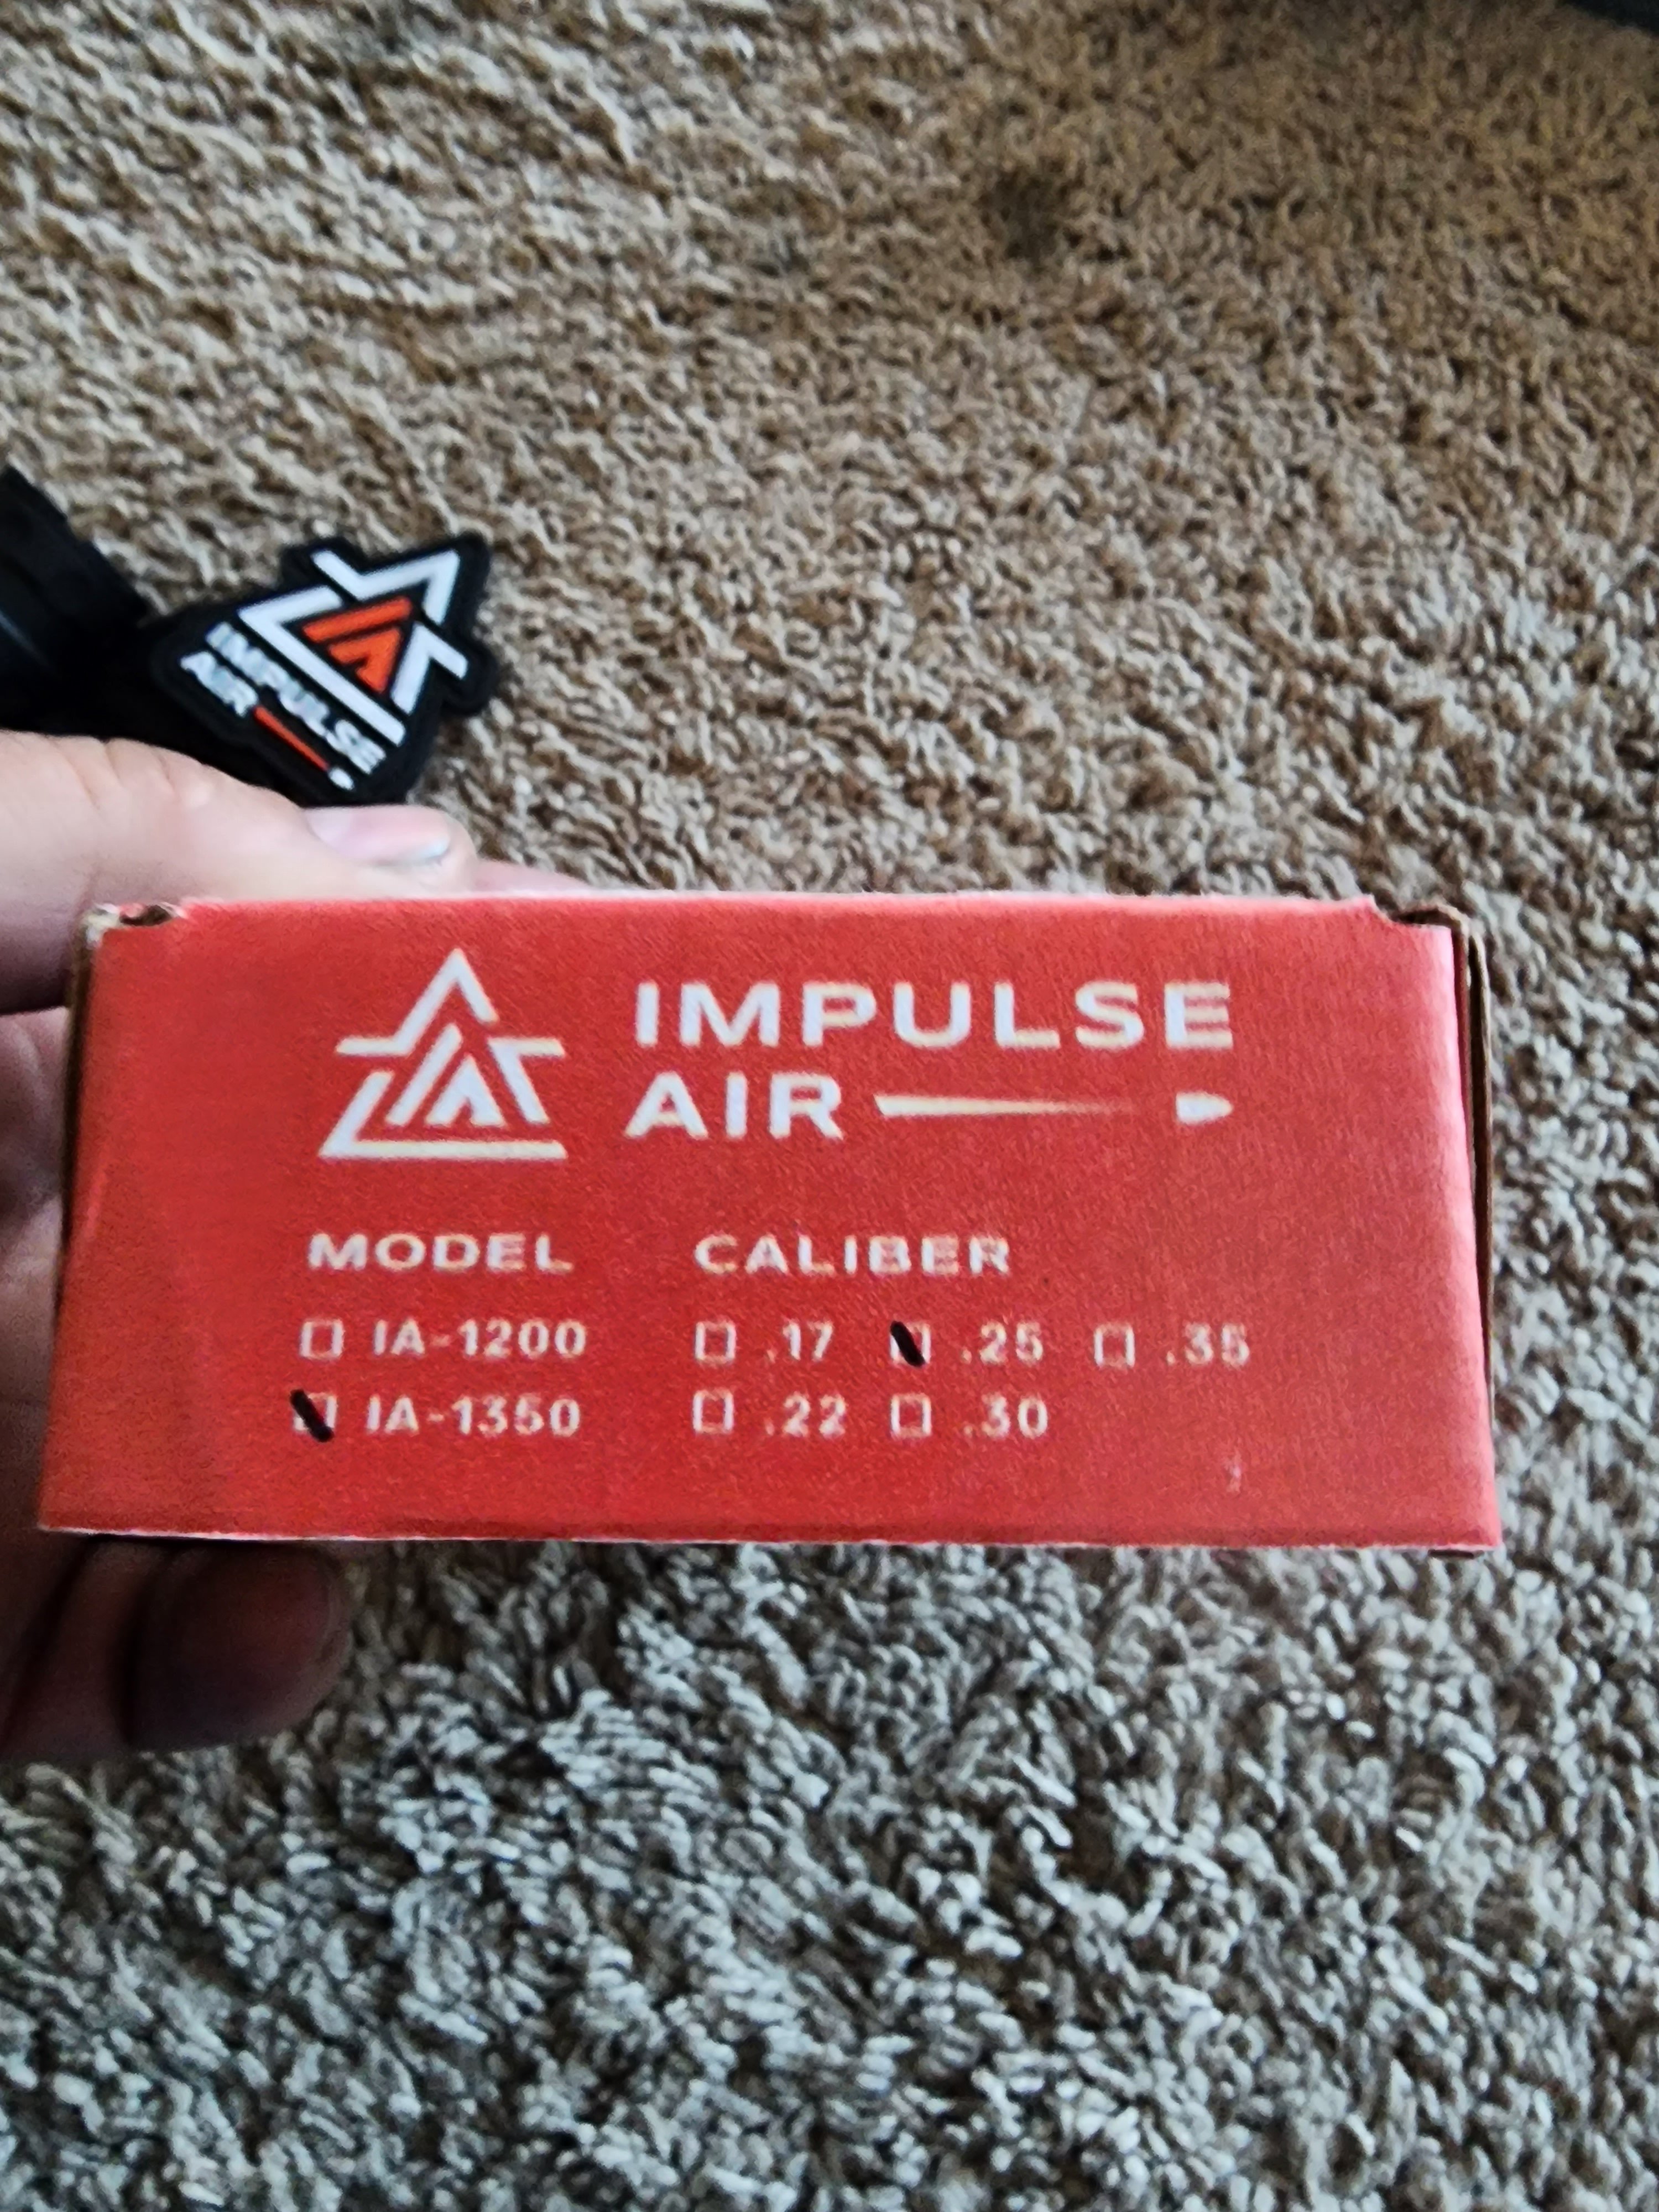 IMPULSE
AIR
IMPULSE
AIR
MODEL CALIBER
IA-1200 .17 .25 .35
IA-1350 .22 .30